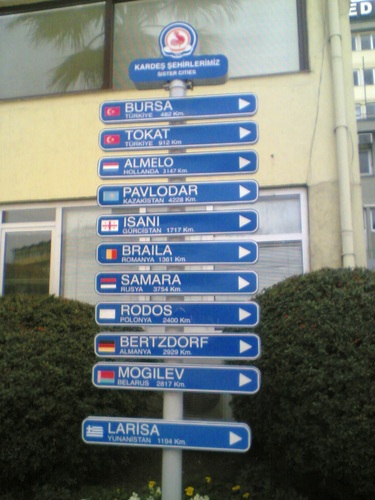 ED
KARDEŞ ŞEHİRLERİMİZ
SISTER CITIES
BURSA
TÜRKİYE 482 Km.
TOKAT
TÜRKİYE 912 Km.
ALMELO
HOLLANDA 3147 Km.
PAVLODAR
KAZAKİSTAN 4228 Km.
ISANI
GÜRCİSTAN 1717 Km.
BRAILA
ROMANYA 1361 Km.
SAMARA
RUSYA 3754 Km.
RODOS
POLONYA 2400 Km.
BERTZDORF
ALMANYA 2929 Km.
MOGILEV
BELARUS 2817 Km.
LARISA
YUNANİSTAN 1194 Km.